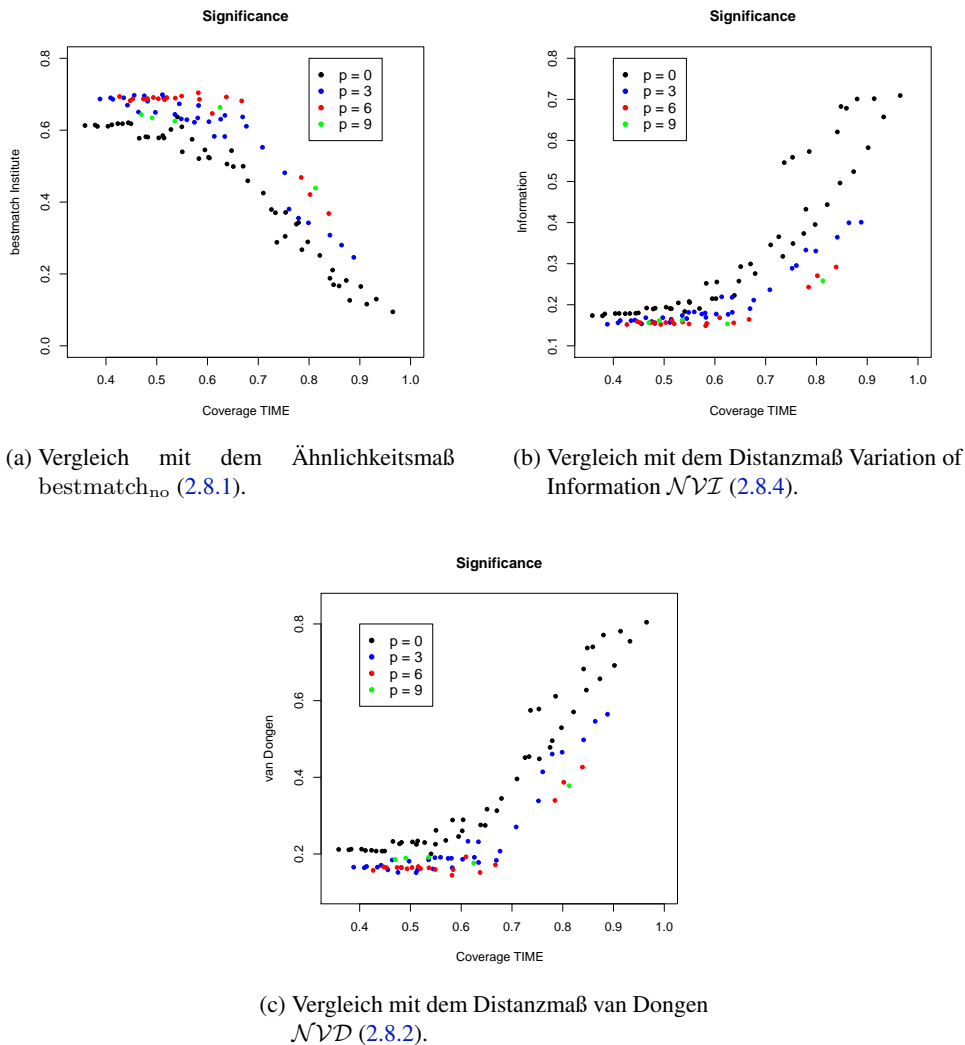 Significance
0.8
0.6
0.4
0.2
0.0
bestmatch Institute
p = 0
p = 3
p = 6
p = 9
0.4 0.5 0.6 0.7 0.8 0.9 1.0
Coverage TIME
(a) Vergleich mit dem Ähnlichkeitsmaß
bestmatch_no (2.8.1).
Significance
0.8
0.7
0.6
0.5
0.4
0.3
0.2
0.1
Information
p = 0
p = 3
p = 6
p = 9
0.4 0.5 0.6 0.7 0.8 0.9 1.0
Coverage TIME
(b) Vergleich mit dem Distanzmaß Variation of
Information 𝒩𝒱ℐ (2.8.4).
Significance
0.8
0.6
0.4
0.2
van Dongen
p = 0
p = 3
p = 6
p = 9
0.4 0.5 0.6 0.7 0.8 0.9 1.0
Coverage TIME
(c) Vergleich mit dem Distanzmaß van Dongen
𝒩𝒱𝒟 (2.8.2).